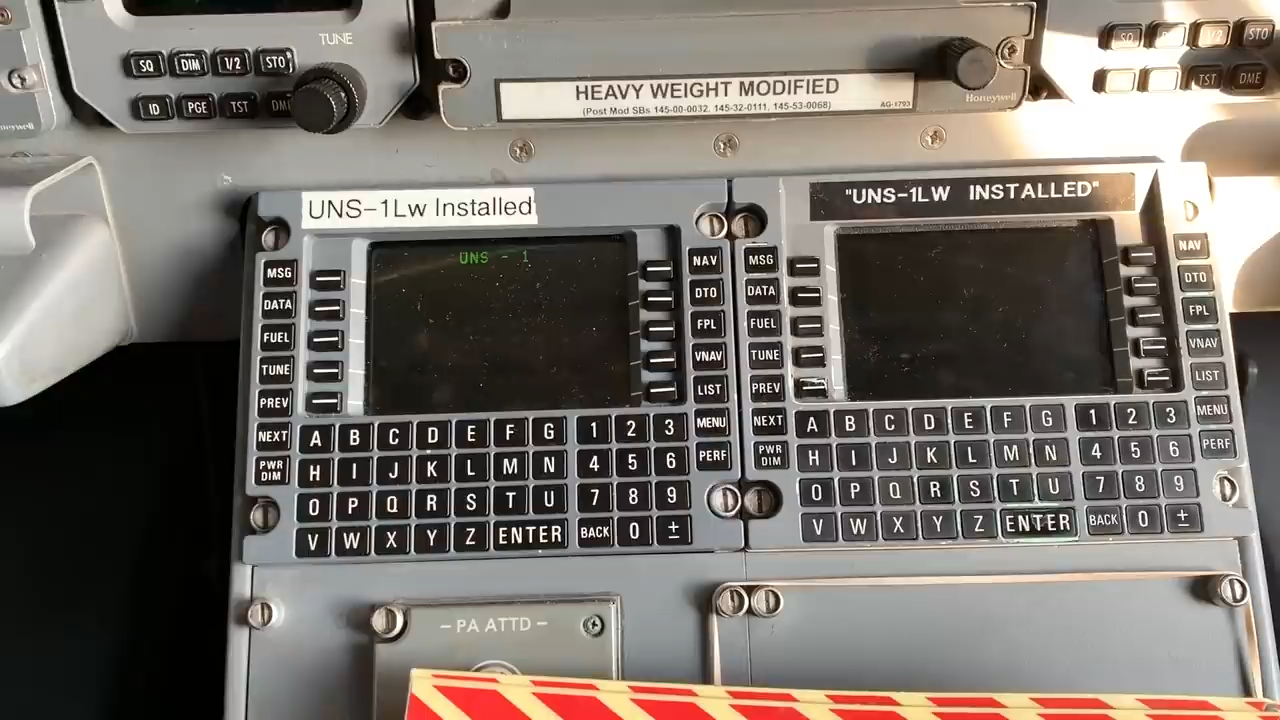 TUNE
SQ DIM 1/2 STO
ID PGE TST
HEAVY WEIGHT MODIFIED
(Post Mod SBs 145-00-0032, 145-32-0111, 145-53-0068)
AG-1793
Honeywell
SQ 1/2 STO
TST DME
UNS-1Lw Installed
"UNS-1LW INSTALLED"
UNS - 1
MSG
DATA
FUEL
TUNE
PREV
NEXT
PWR
DIM
NAV
DTO
FPL
VNAV
LIST
MENU
PERF
A B C D E F G 1 2 3
H I J K L M N 4 5 6
O P Q R S T U 7 8 9
V W X Y Z ENTER BACK 0 ±
MSG
DATA
FUEL
TUNE
PREV
NEXT
PWR
DIM
NAV
DTO
FPL
VNAV
LIST
MENU
PERF
A B C D E F G 1 2 3
H I J K L M N 4 5 6
O P Q R S T U 7 8 9
V W X Y Z ENTER BACK 0 ±
– PA ATTD –